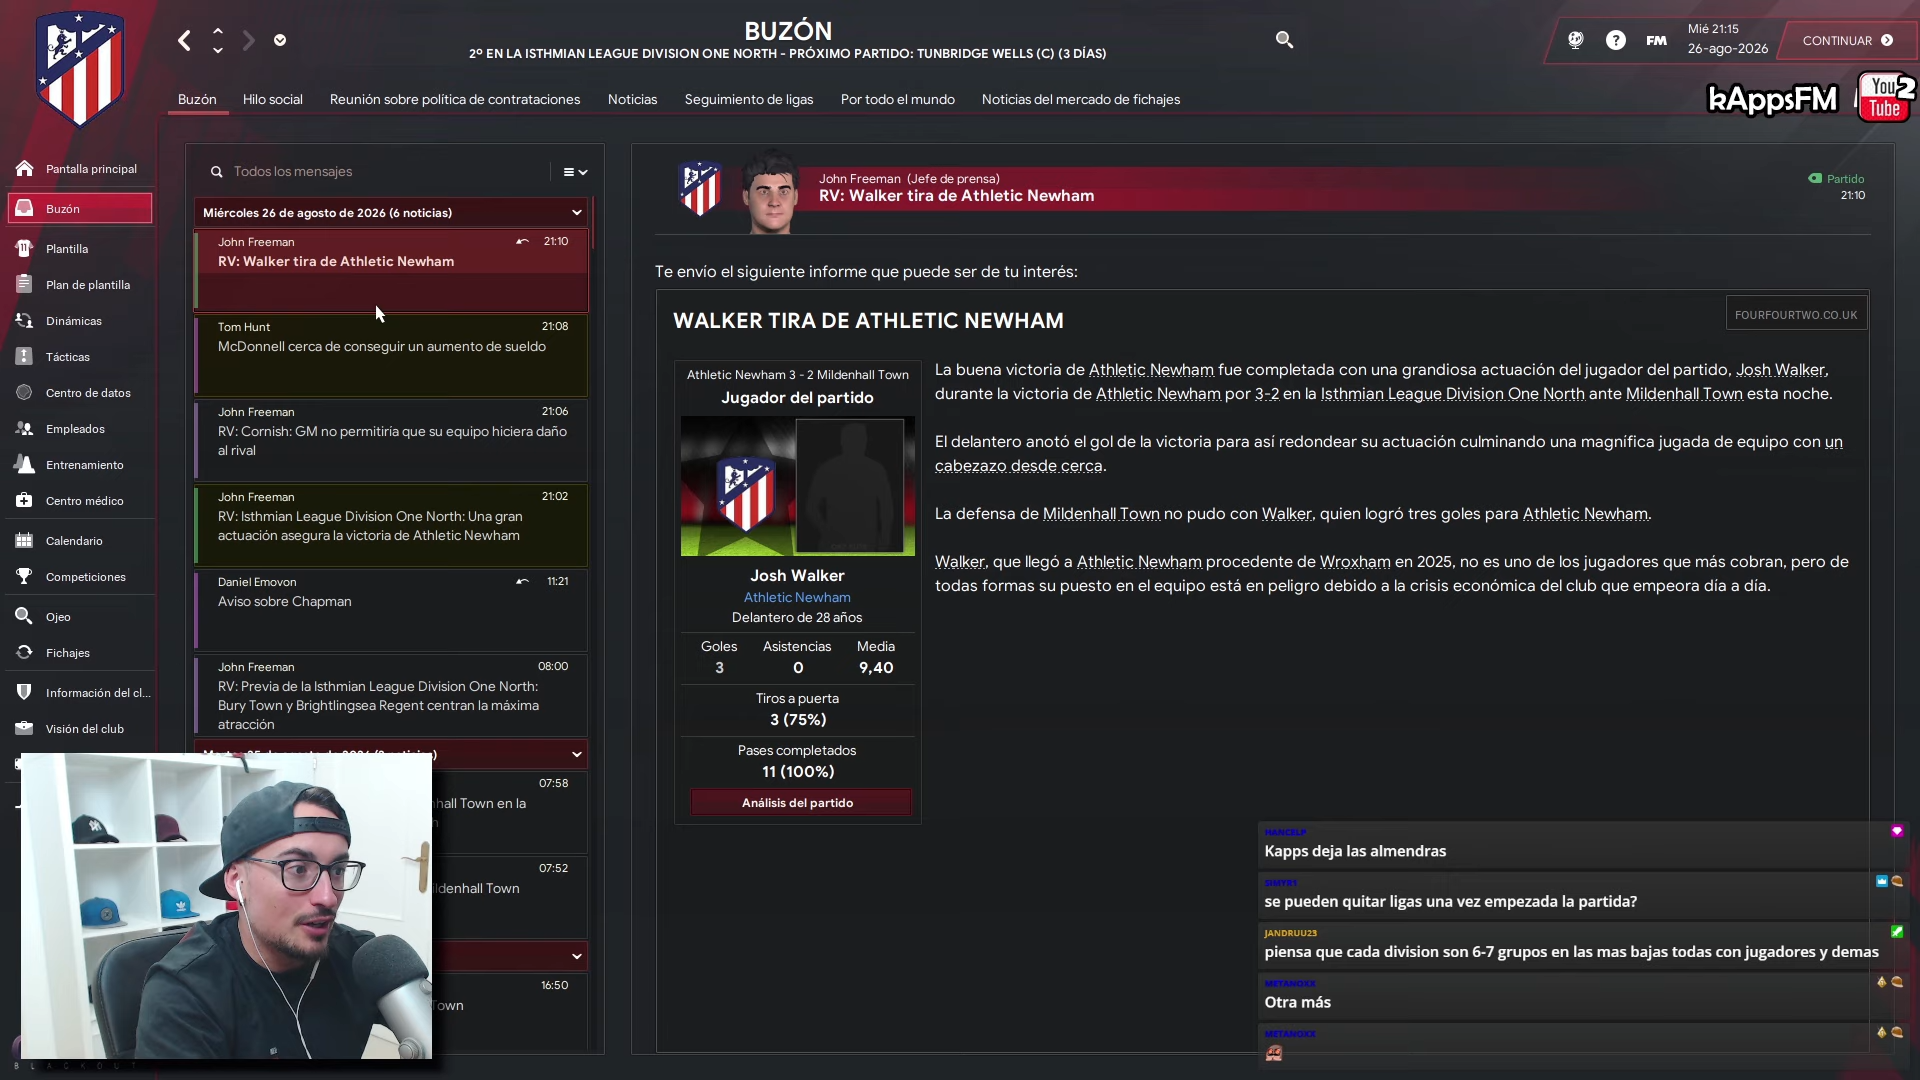 BUZÓN
2º EN LA ISTHMIAN LEAGUE DIVISION ONE NORTH - PRÓXIMO PARTIDO: TUNBRIDGE WELLS (C) (3 DÍAS)
FM
Mié 21:15
26-ago-2026
CONTINUAR
Buzón
Hilo social
Reunión sobre política de contrataciones
Noticias
Seguimiento de ligas
Por todo el mundo
Noticias del mercado de fichajes
kAppsFM
You Tube
2
Pantalla principal
Buzón
Plantilla
Plan de plantilla
Dinámicas
Tácticas
Centro de datos
Empleados
Entrenamiento
Centro médico
Calendario
Competiciones
Ojeo
Fichajes
Información del cl...
Visión del club
Todos los mensajes
Miércoles 26 de agosto de 2026 (6 noticias)
John Freeman 21:10
RV: Walker tira de Athletic Newham
Tom Hunt 21:08
McDonnell cerca de conseguir un aumento de sueldo
John Freeman 21:06
RV: Cornish: GM no permitiría que su equipo hiciera daño
al rival
John Freeman 21:02
RV: Isthmian League Division One North: Una gran
actuación asegura la victoria de Athletic Newham
Daniel Emovon 11:21
Aviso sobre Chapman
John Freeman 08:00
RV: Previa de la Isthmian League Division One North:
Bury Town y Brightlingsea Regent centran la máxima
atracción
07:58
hall Town en la
07:52
ldenhall Town
16:50
Town
John Freeman (Jefe de prensa)
RV: Walker tira de Athletic Newham
Partido
21:10
Te envío el siguiente informe que puede ser de tu interés:
WALKER TIRA DE ATHLETIC NEWHAM
FOURFOURTWO.CO.UK
Athletic Newham 3 - 2 Mildenhall Town
Jugador del partido
Josh Walker
Athletic Newham
Delantero de 28 años
Goles Asistencias Media
3 0 9,40
Tiros a puerta
3 (75%)
Pases completados
11 (100%)
Análisis del partido
La buena victoria de Athletic Newham fue completada con una grandiosa actuación del jugador del partido, Josh Walker,
durante la victoria de Athletic Newham por 3-2 en la Isthmian League Division One North ante Mildenhall Town esta noche.
El delantero anotó el gol de la victoria para así redondear su actuación culminando una magnífica jugada de equipo con un
cabezazo desde cerca.
La defensa de Mildenhall Town no pudo con Walker, quien logró tres goles para Athletic Newham.
Walker, que llegó a Athletic Newham procedente de Wroxham en 2025, no es uno de los jugadores que más cobran, pero de
todas formas su puesto en el equipo está en peligro debido a la crisis económica del club que empeora día a día.
HANCELP
Kapps deja las almendras
SIMYR1
se pueden quitar ligas una vez empezada la partida?
JANDRUU23
piensa que cada division son 6-7 grupos en las mas bajas todas con jugadores y demas
METANOXX
Otra más
METANOXX
BLACKOUT